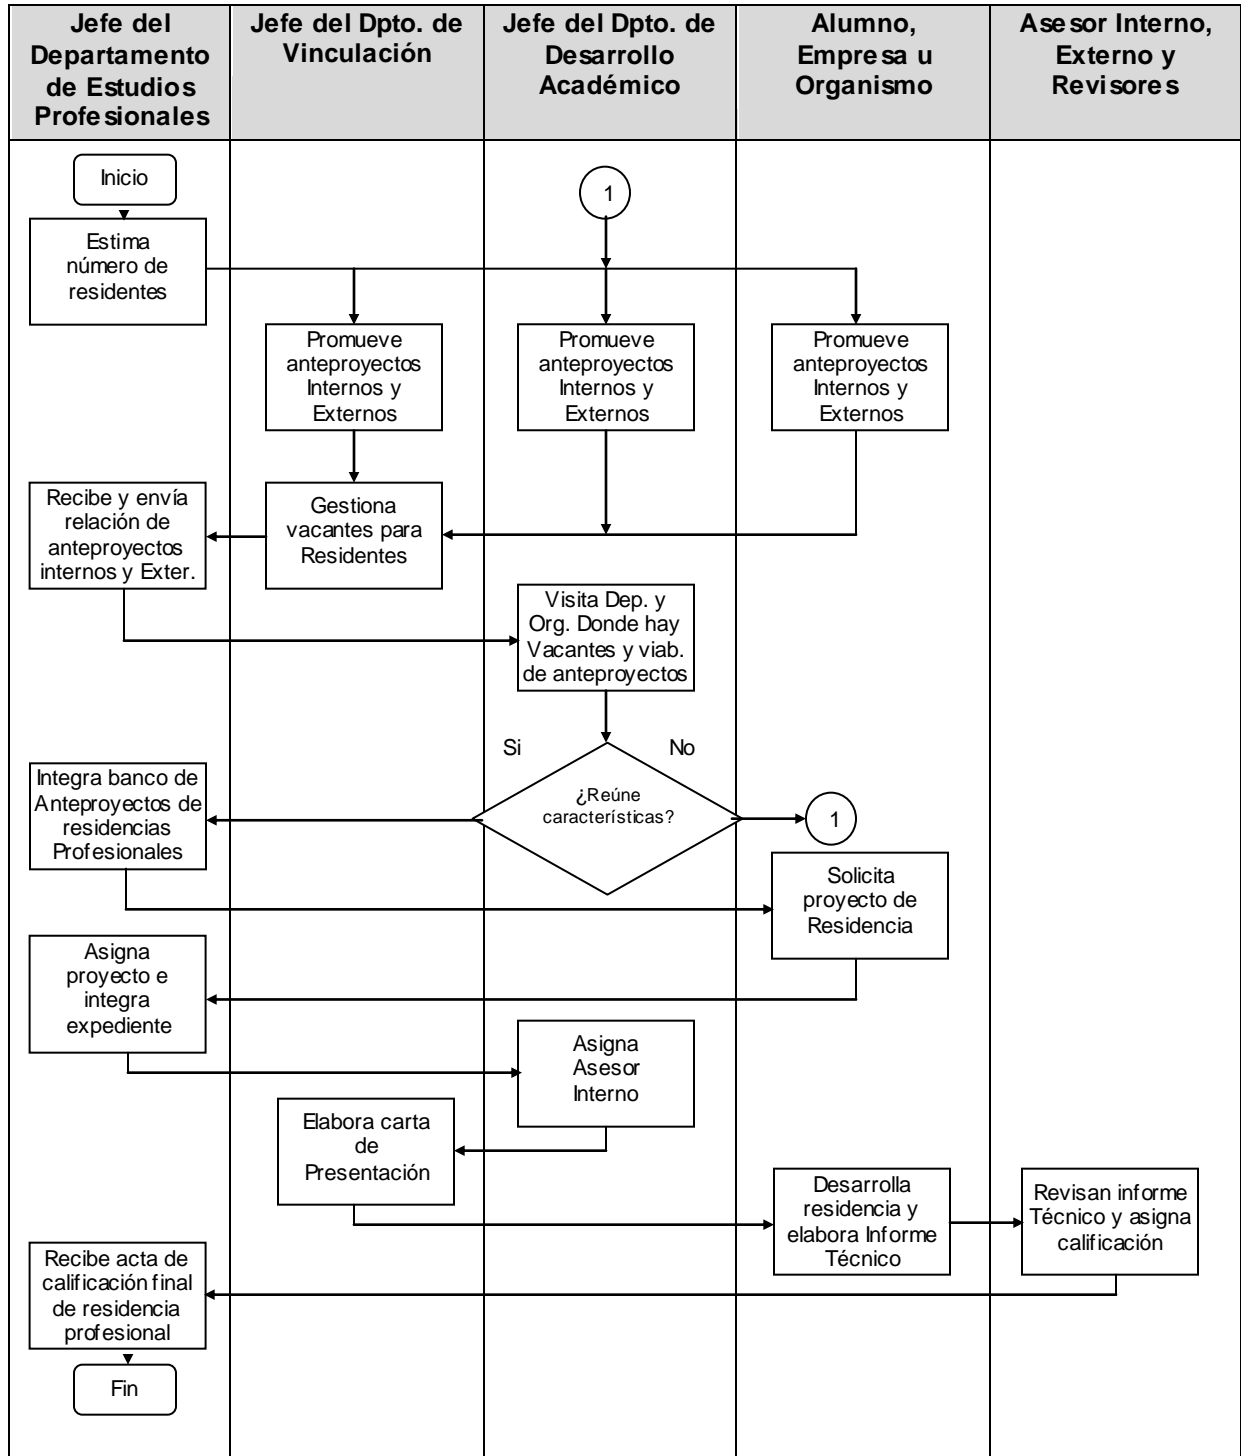 Jefe del
Departamento
de Estudios
Profesionales
Jefe del Dpto. de
Vinculación
Jefe del Dpto. de
Desarrollo
Académico
Alumno,
Empresa u
Organismo
Asesor Interno,
Externo y
Revisores
Inicio
1
Estima
número de
residentes
Promueve
anteproyectos
Internos y
Externos
Promueve
anteproyectos
Internos y
Externos
Promueve
anteproyectos
Internos y
Externos
Recibe y envía
relación de
anteproyectos
internos y Exter.
Gestiona
vacantes para
Residentes
Visita Dep. y
Org. Donde hay
Vacantes y viab.
de anteproyectos
Si
No
¿Reúne
características?
1
Integra banco de
Anteproyectos de
residencias
Profesionales
Solicita
proyecto de
Residencia
Asigna
proyecto e
integra
expediente
Asigna
Asesor
Interno
Elabora carta
de
Presentación
Desarrolla
residencia y
elabora Informe
Técnico
Revisan informe
Técnico y asigna
calificación
Recibe acta de
calificación final
de residencia
profesional
Fin